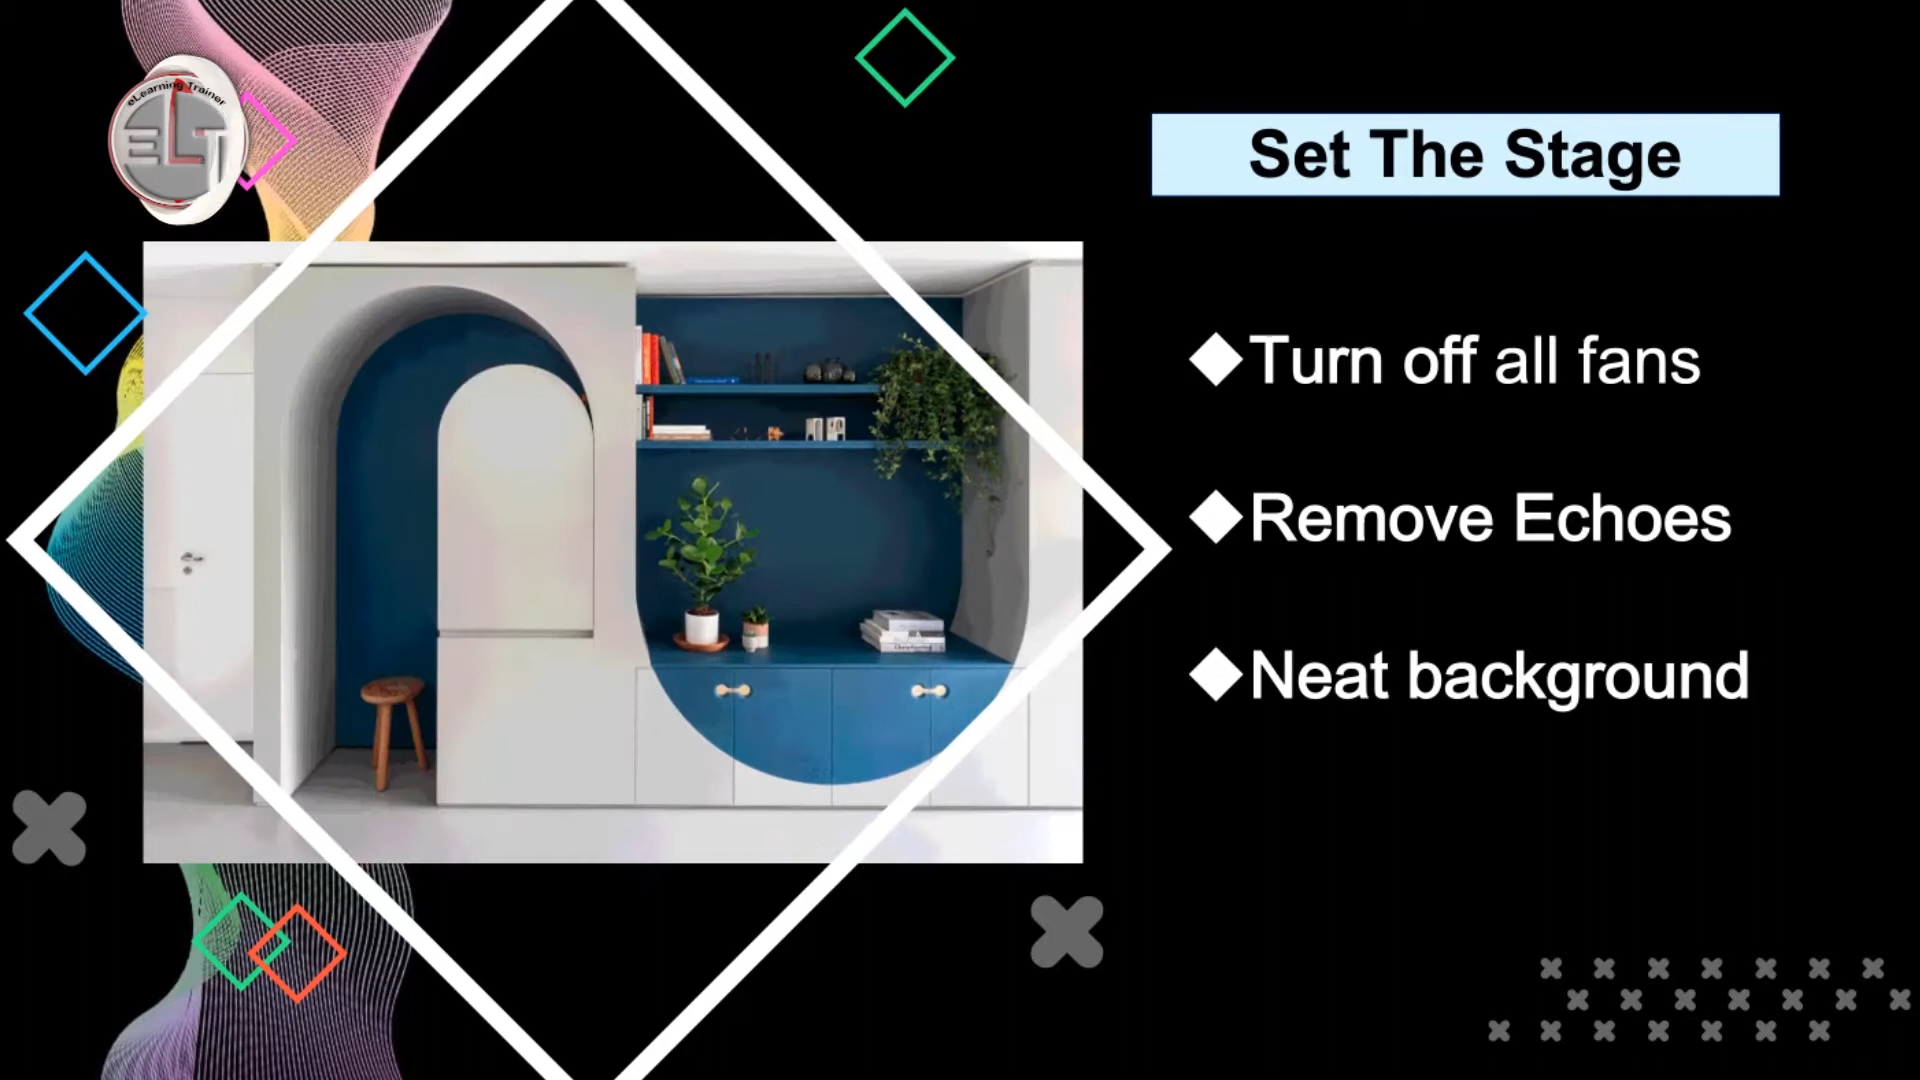 eLearning Trainer
ELT
Set The Stage
Turn off all fans
Remove Echoes
Neat background